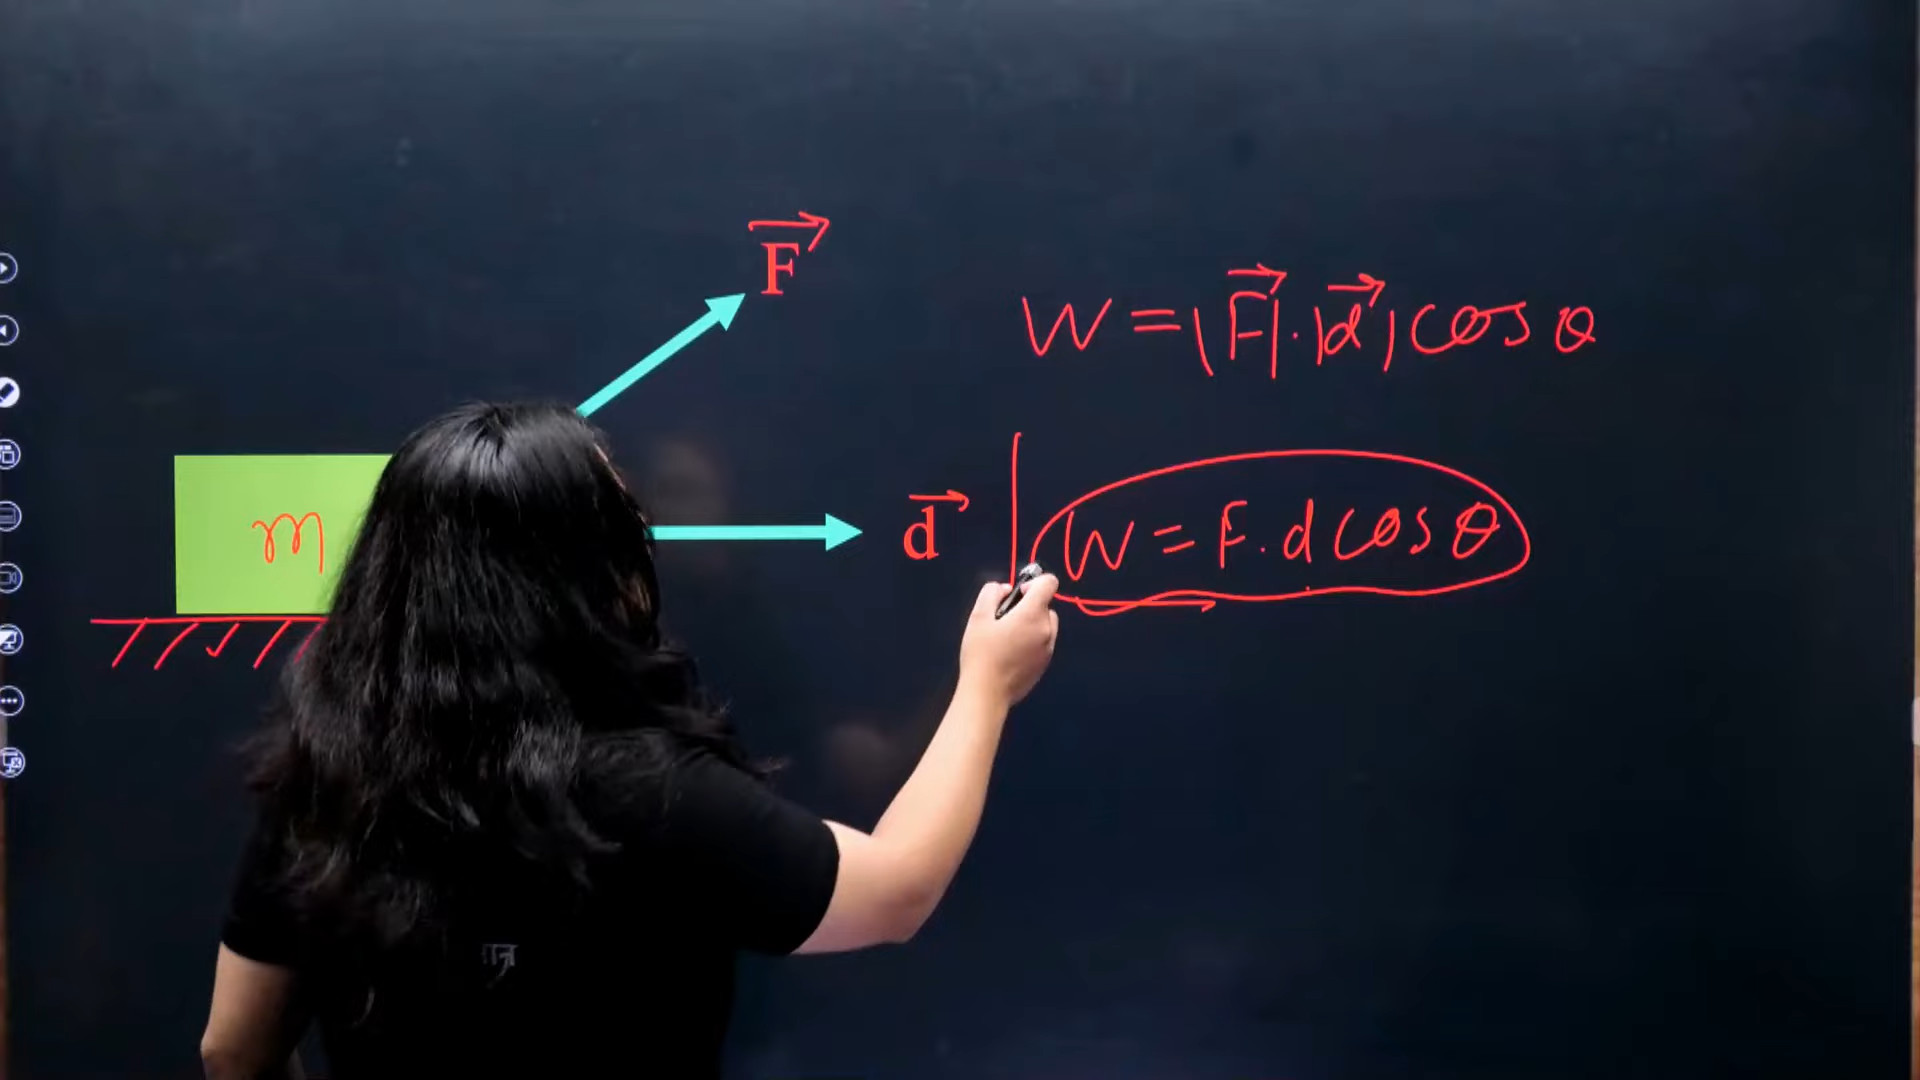 F
W = |F|.|d| cos θ
m
d
W = F.d cos θ